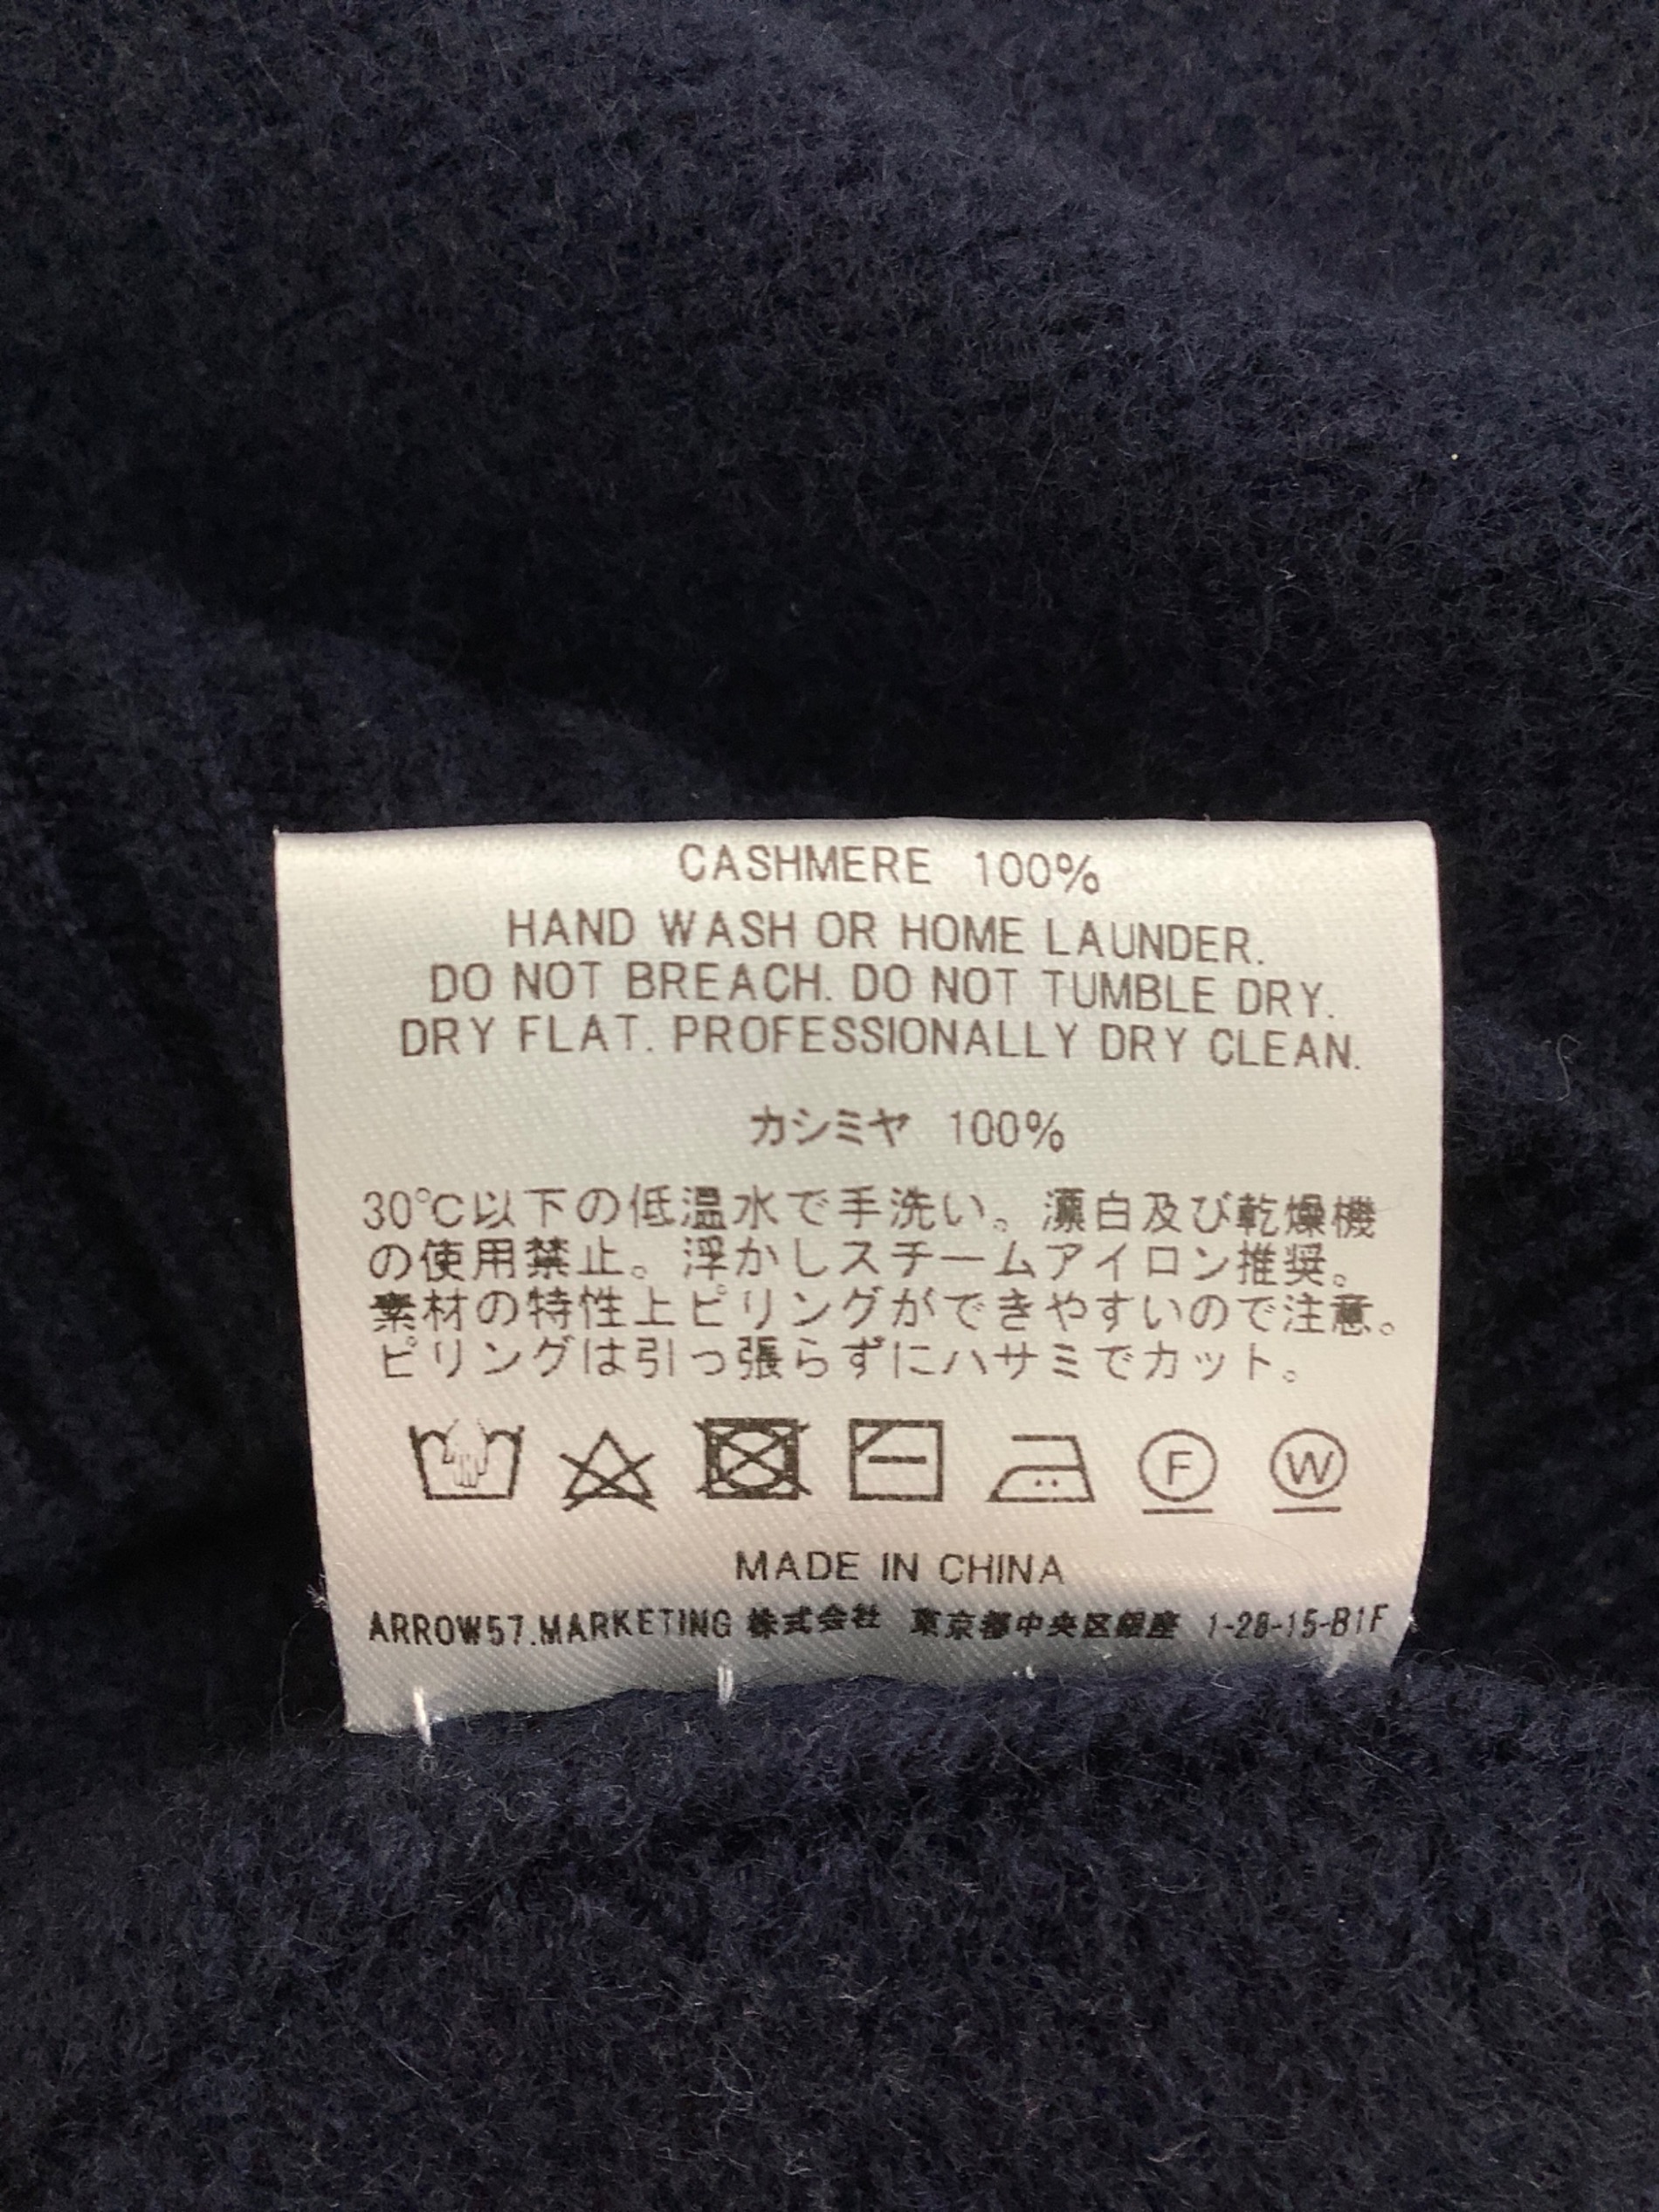 CASHMERE 100%
HAND WASH OR HOME LAUNDER.
DO NOT BREACH. DO NOT TUMBLE DRY.
DRY FLAT. PROFESSIONALLY DRY CLEAN.
カシミヤ 100%
30℃以下の低温水で手洗い。漂白及び乾燥機
の使用禁止。浮かしスチームアイロン推奨。
素材の特性上ピリングができやすいので注意。
ピリングは引っ張らずにハサミでカット。
F W
MADE IN CHINA
ARROW57.MARKETING 株式会社 東京都中央区銀座 1-28-15-B1F